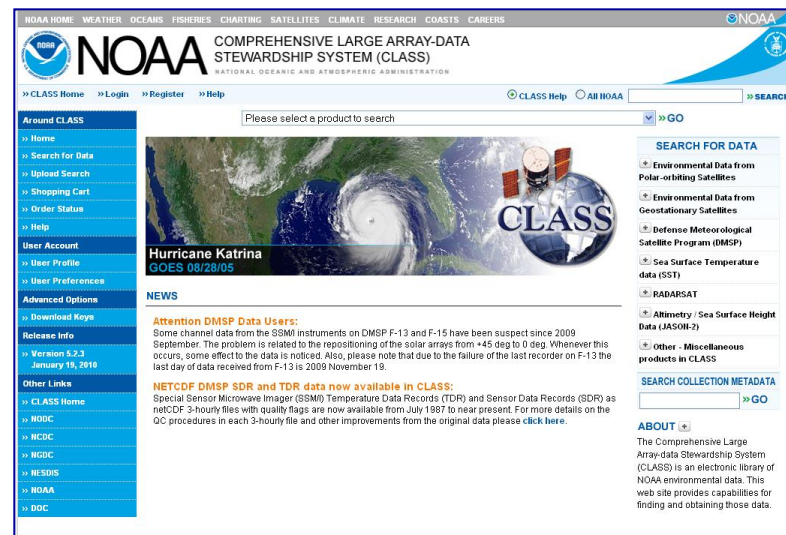 NOAA HOME WEATHER OCEANS FISHERIES CHARTING SATELLITES CLIMATE RESEARCH COASTS CAREERS
NOAA
NOAA
NOAA
COMPREHENSIVE LARGE ARRAY-DATA
STEWARDSHIP SYSTEM (CLASS)
NATIONAL OCEANIC AND ATMOSPHERIC ADMINISTRATION
» CLASS Home » Login » Register » Help
CLASS Help All NOAA » SEARCH
Around CLASS
» Home
» Search for Data
» Upload Search
» Shopping Cart
» Order Status
» Help
User Account
» User Profile
» User Preferences
Advanced Options
» Download Keys
Release Info
» Version 5.2.3
January 19, 2010
Other Links
» CLASS Home
» NODC
» NCDC
» NGDC
» NESDIS
» NOAA
» DOC
Please select a product to search » GO
CLASS
Hurricane Katrina
GOES 08/28/05
NEWS
Attention DMSP Data Users:
Some channel data from the SSM/I instruments on DMSP F-13 and F-15 have been suspect since 2009
September. The problem is related to the repositioning of the solar arrays from +45 deg to 0 deg. Whenever this
occurs, some effect to the data is noticed. Also, please note that due to the failure of the last recorder on F-13 the
last day of data received from F-13 is 2009 November 19.
NETCDF DMSP SDR and TDR data now available in CLASS:
Special Sensor Microwave Imager (SSM/I) Temperature Data Records (TDR) and Sensor Data Records (SDR) as
netCDF 3-hourly files with quality flags are now available from July 1987 to near present. For more details on the
QC procedures in each 3-hourly file and other improvements from the original data please click here.
SEARCH FOR DATA
+ Environmental Data from
Polar-orbiting Satellites
+ Environmental Data from
Geostationary Satellites
+ Defense Meteorological
Satellite Program (DMSP)
+ Sea Surface Temperature
data (SST)
+ RADARSAT
+ Altimetry / Sea Surface Height
Data (JASON-2)
+ Other - Miscellaneous
products in CLASS
SEARCH COLLECTION METADATA
» GO
ABOUT +
The Comprehensive Large
Array-data Stewardship System
(CLASS) is an electronic library of
NOAA environmental data. This
web site provides capabilities for
finding and obtaining those data.